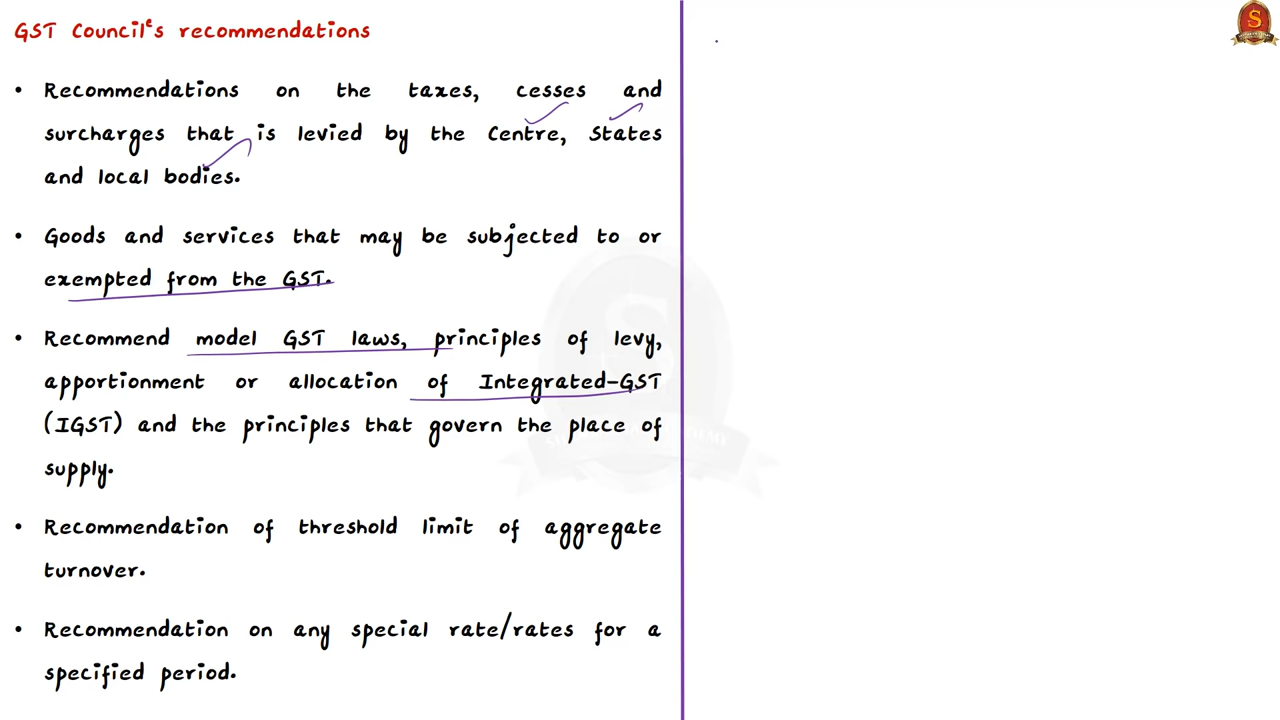 GST Council's recommendations
• Recommendations on the taxes, cesses and
surcharges that is levied by the Centre, States
and local bodies.
• Goods and services that may be subjected to or
exempted from the GST.
• Recommend model GST laws, principles of levy,
apportionment or allocation of Integrated-GST
(IGST) and the principles that govern the place of
supply.
• Recommendation of threshold limit of aggregate
turnover.
• Recommendation on any special rate/rates for a
specified period.